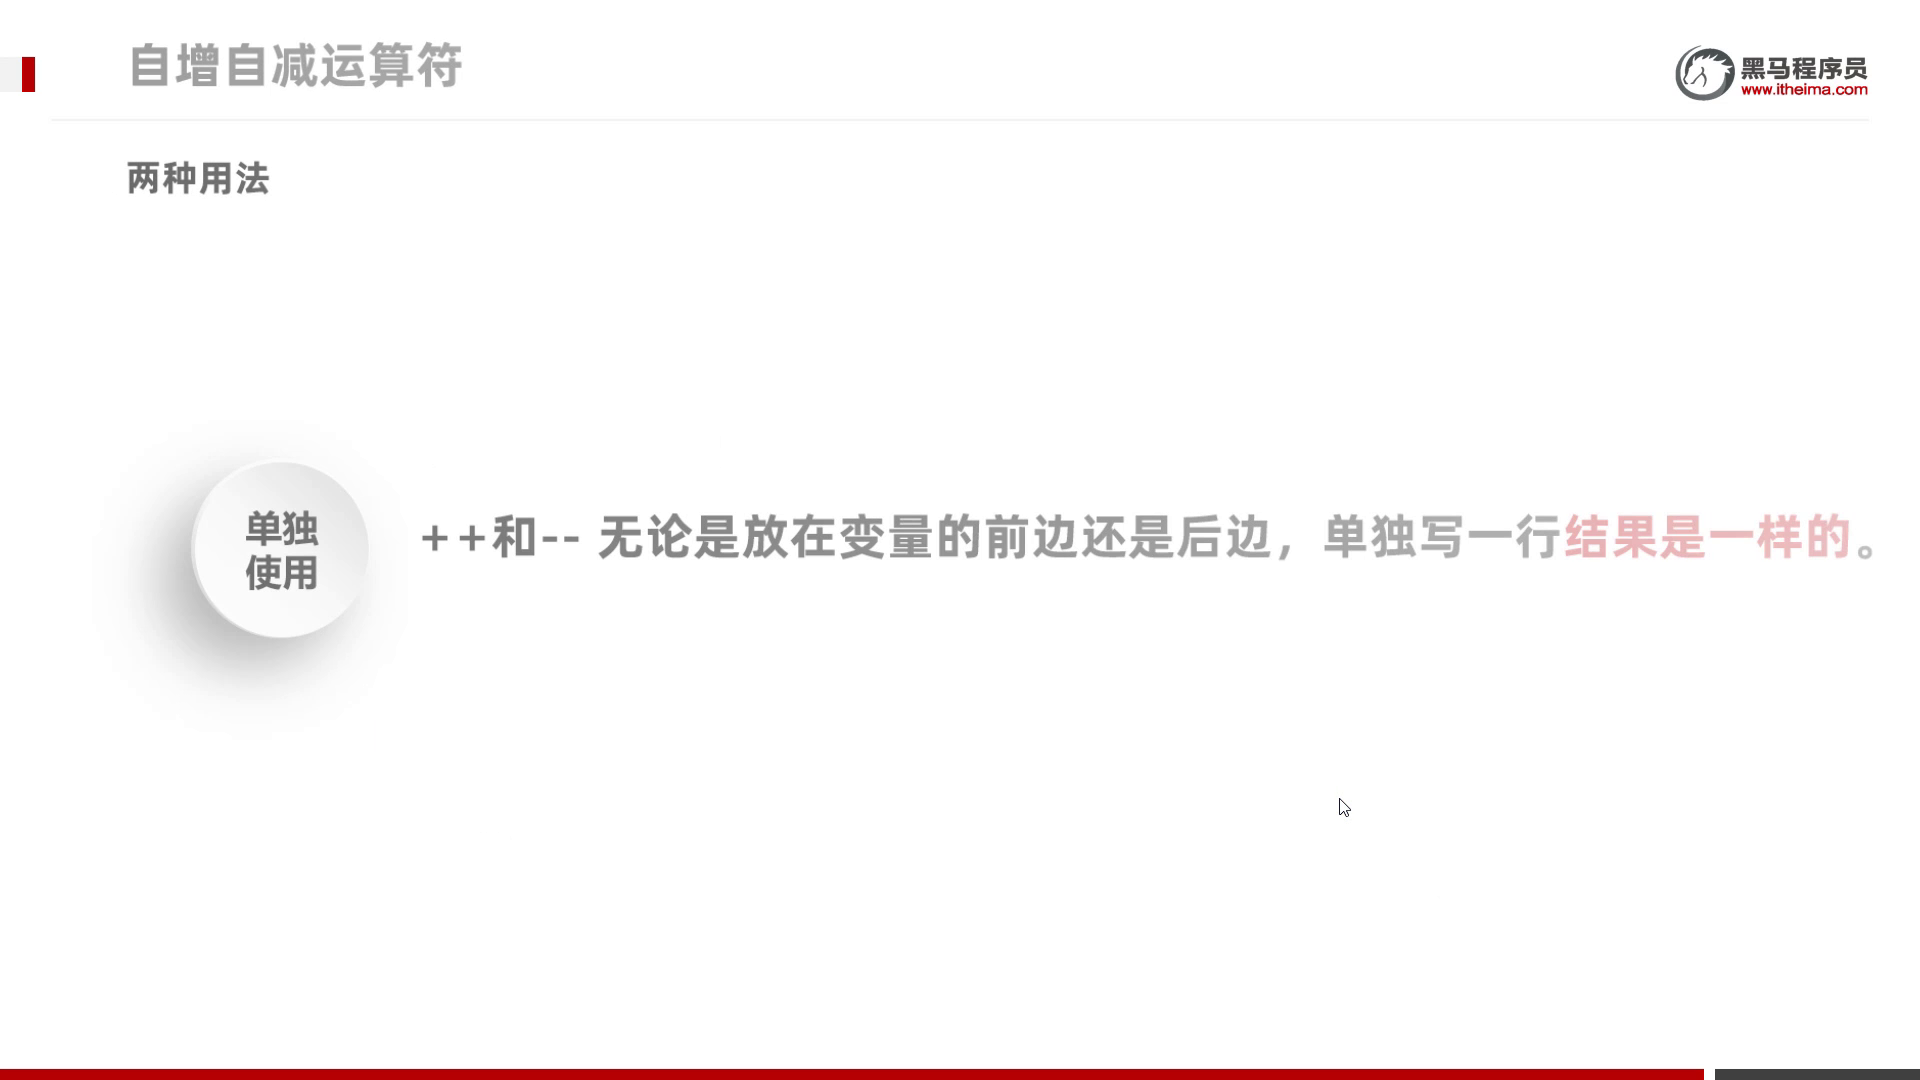 自增自减运算符
黑马程序员
www.itheima.com
两种用法
单独
使用
++和-- 无论是放在变量的前边还是后边，单独写一行结果是一样的。